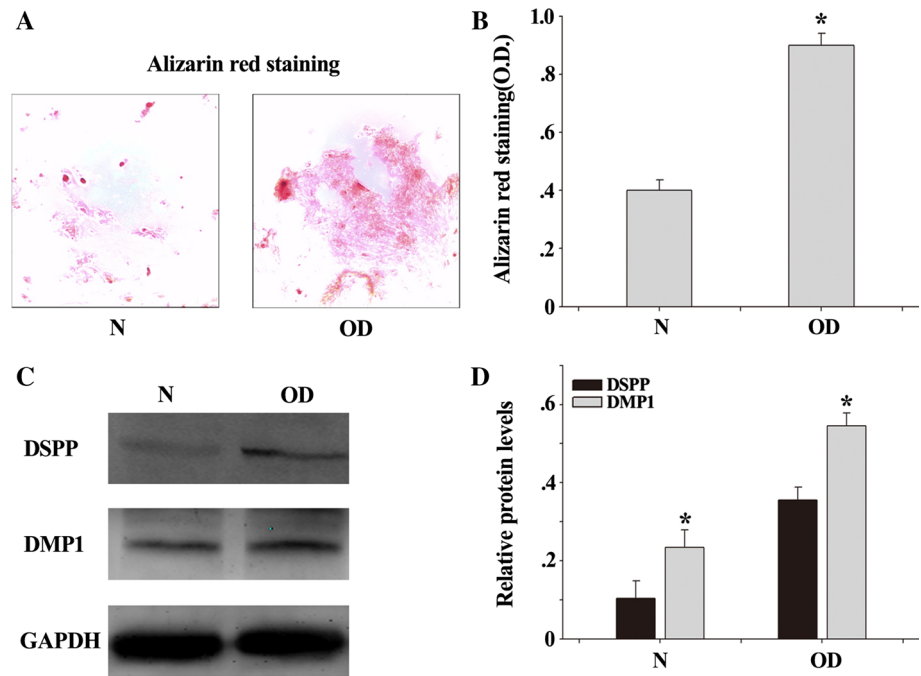 A
Alizarin red staining
N
OD
B
Alizarin red staining(O.D.)
1.0
.8
.6
.4
.2
0
*
N
OD
C
N
OD
DSPP
DMP1
GAPDH
D
Relative protein levels
.6
.4
.2
0
DSPP
DMP1
*
*
N
OD